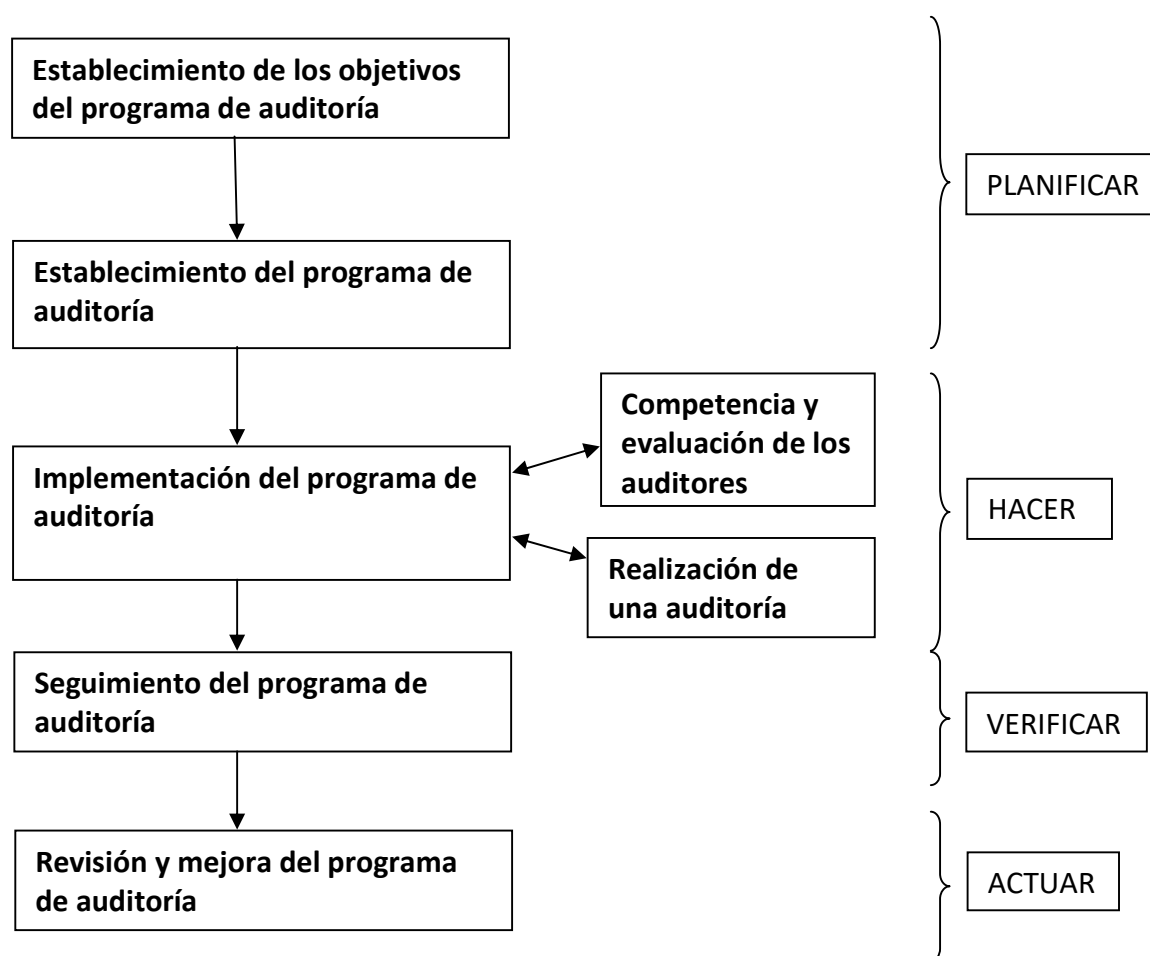 Establecimiento de los objetivos
del programa de auditoría
PLANIFICAR
Establecimiento del programa de
auditoría
Competencia y
evaluación de los
auditores
Implementación del programa de
auditoría
HACER
Realización de
una auditoría
Seguimiento del programa de
auditoría
VERIFICAR
Revisión y mejora del programa
de auditoría
ACTUAR